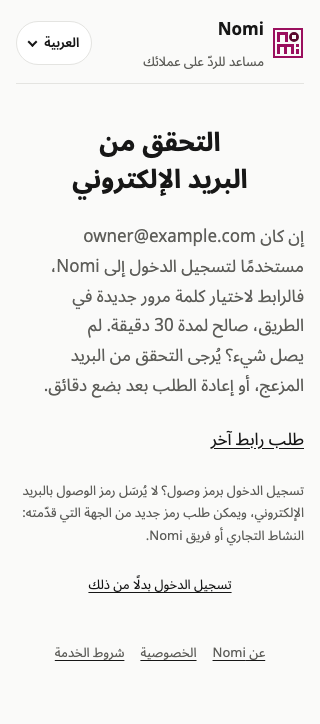 Nomi
مساعد للردّ على عملائك
العربية
التحقق من
البريد الإلكتروني
إن كان owner@example.com
مستخدمًا لتسجيل الدخول إلى Nomi،
فالرابط لاختيار كلمة مرور جديدة في
الطريق، صالح لمدة 30 دقيقة. لم
يصل شيء؟ يُرجى التحقق من البريد
المزعج، أو إعادة الطلب بعد بضع دقائق.
طلب رابط آخر
تسجيل الدخول برمز وصول؟ لا يُرسَل رمز الوصول بالبريد
الإلكتروني، ويمكن طلب رمز جديد من الجهة التي قدّمته:
النشاط التجاري أو فريق Nomi.
تسجيل الدخول بدلًا من ذلك
عن Nomi
الخصوصية
شروط الخدمة